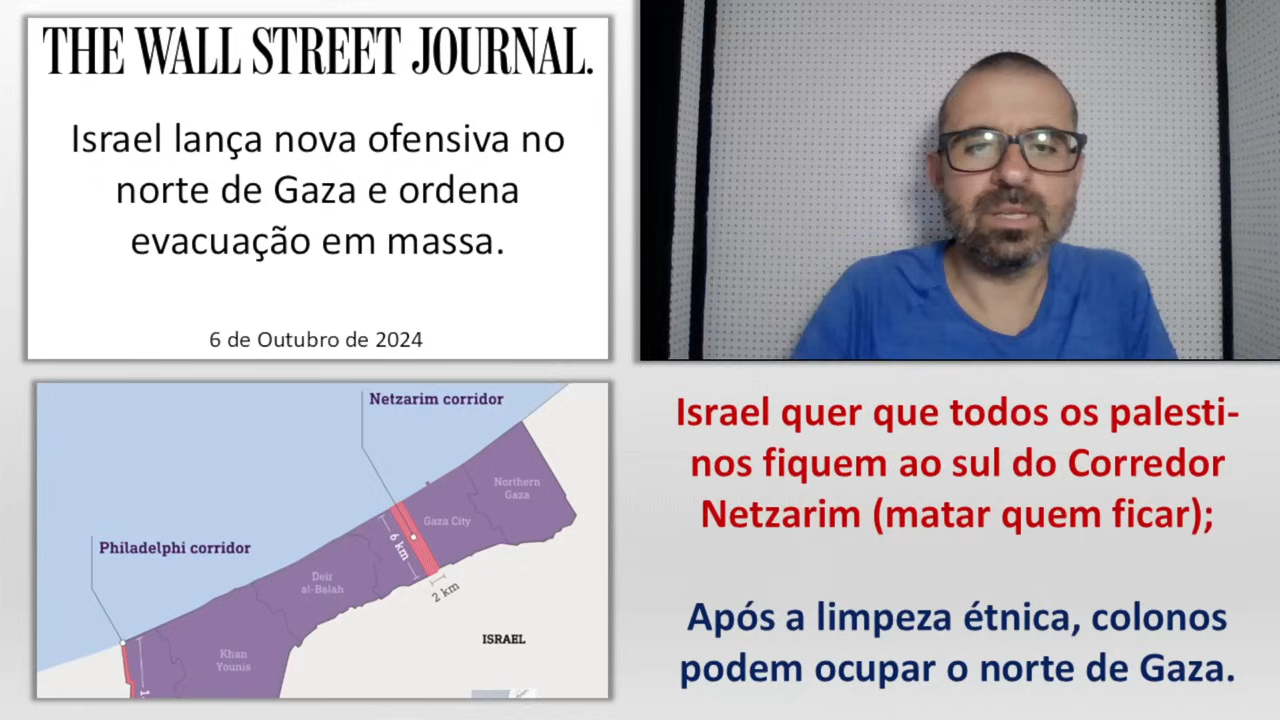 THE WALL STREET JOURNAL.
Israel lança nova ofensiva no
norte de Gaza e ordena
evacuação em massa.
6 de Outubro de 2024
Netzarim corridor
Northern
Gaza
Gaza City
6 km
Philadelphi corridor
Deir
al-Balah
2 km
ISRAEL
Khan
Younis
Israel quer que todos os palesti-
nos fiquem ao sul do Corredor
Netzarim (matar quem ficar);
Após a limpeza étnica, colonos
podem ocupar o norte de Gaza.